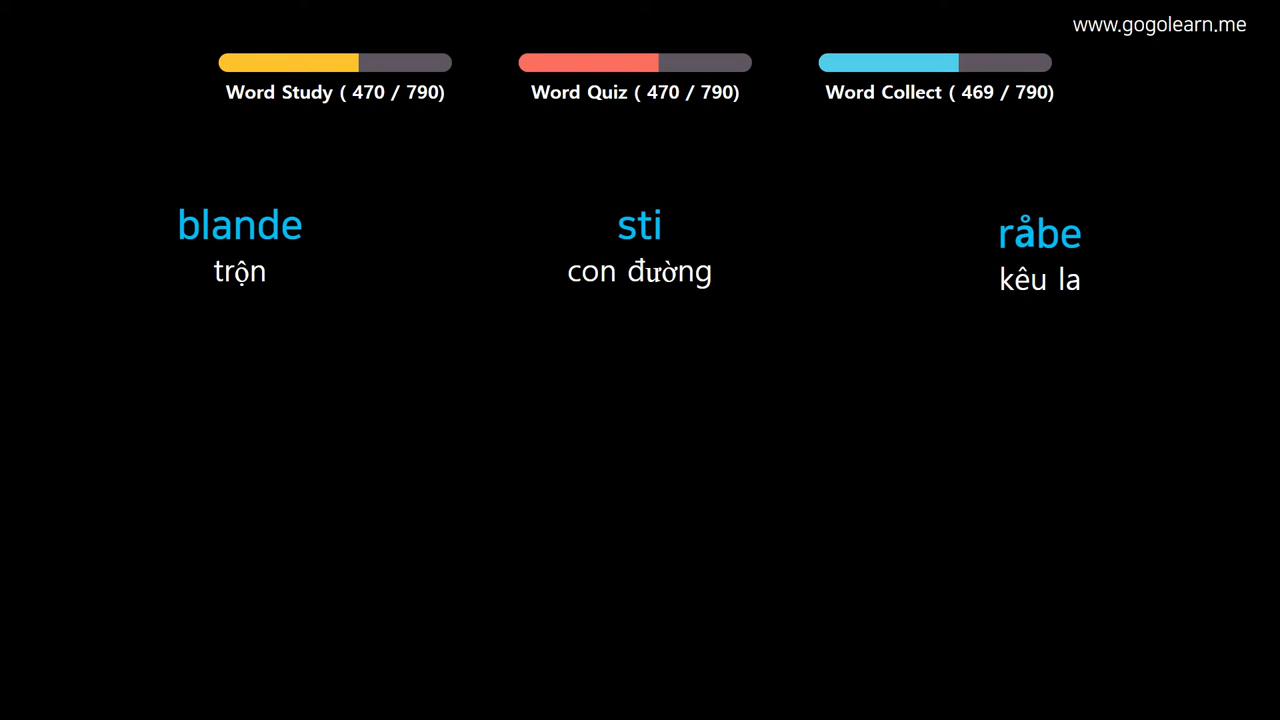 www.gogolearn.me
Word Study ( 470 / 790)
Word Quiz ( 470 / 790)
Word Collect ( 469 / 790)
blande
trộn
sti
con đường
råbe
kêu la